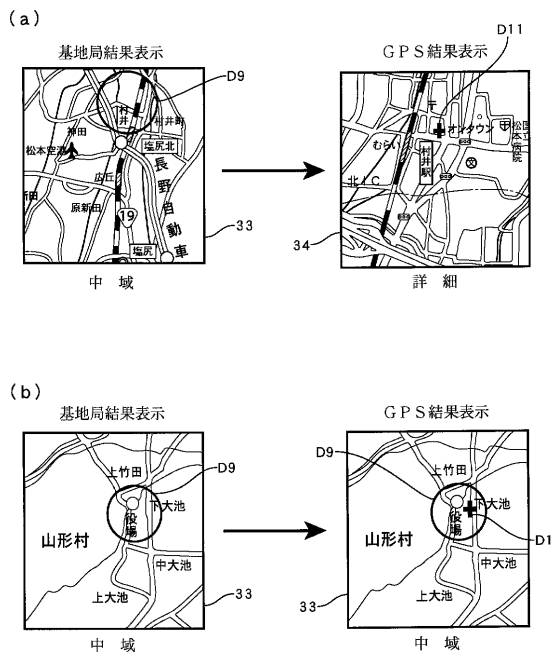 (a)
基地局結果表示
D9
村井
村井町
神田
松本空港
塩尻北
広丘
長野自動車
新田
原新田
19
塩尻
33
中域
GPS結果表示
D11
〒
オンタウン
国立松本病院
むらい
村井駅
北IC
34
詳細
(b)
基地局結果表示
D9
上竹田
下大池
役場
山形村
中大池
上大池
33
中域
GPS結果表示
D9
上竹田
下大池
役場
D11
山形村
中大池
上大池
33
中域